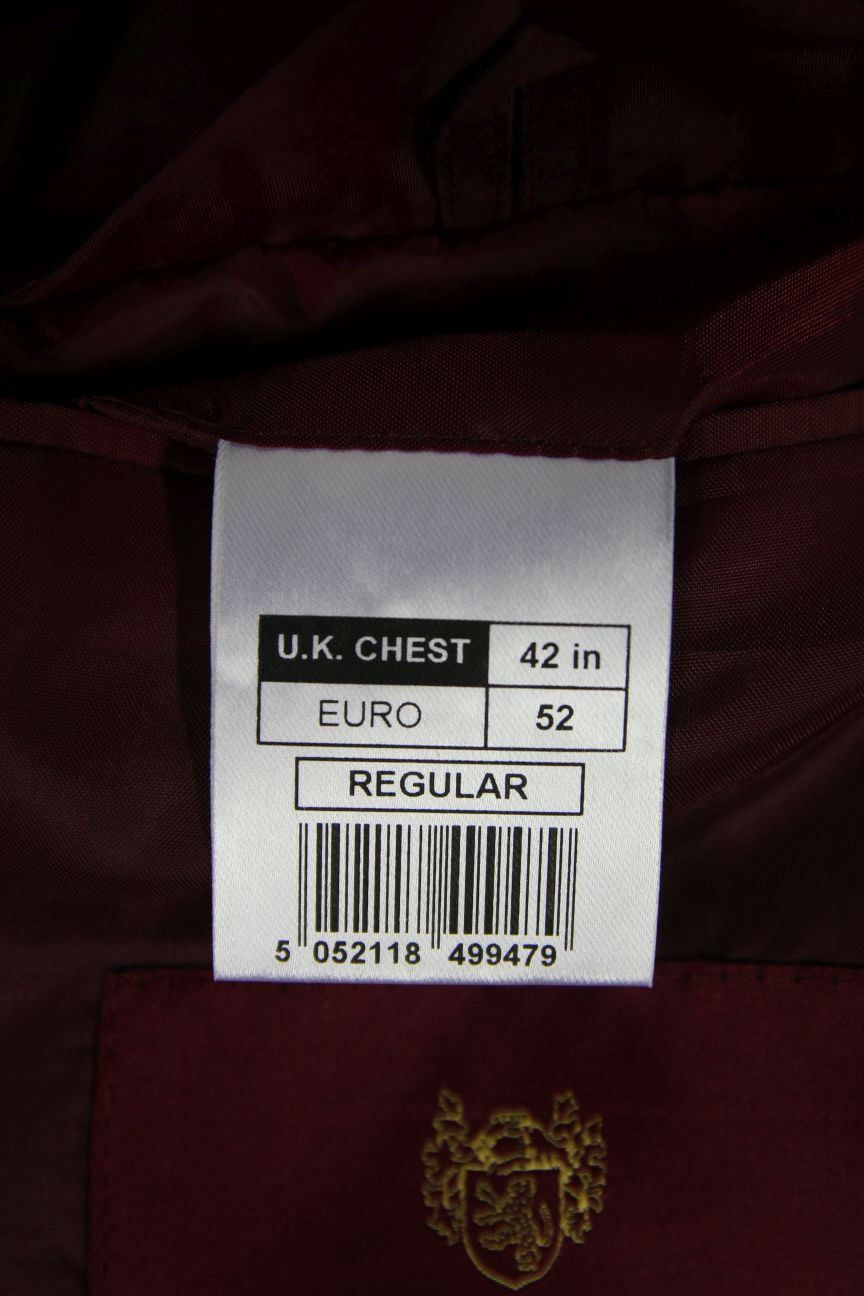 U.K. CHEST 42 in
EURO 52
REGULAR
5 052118 499479